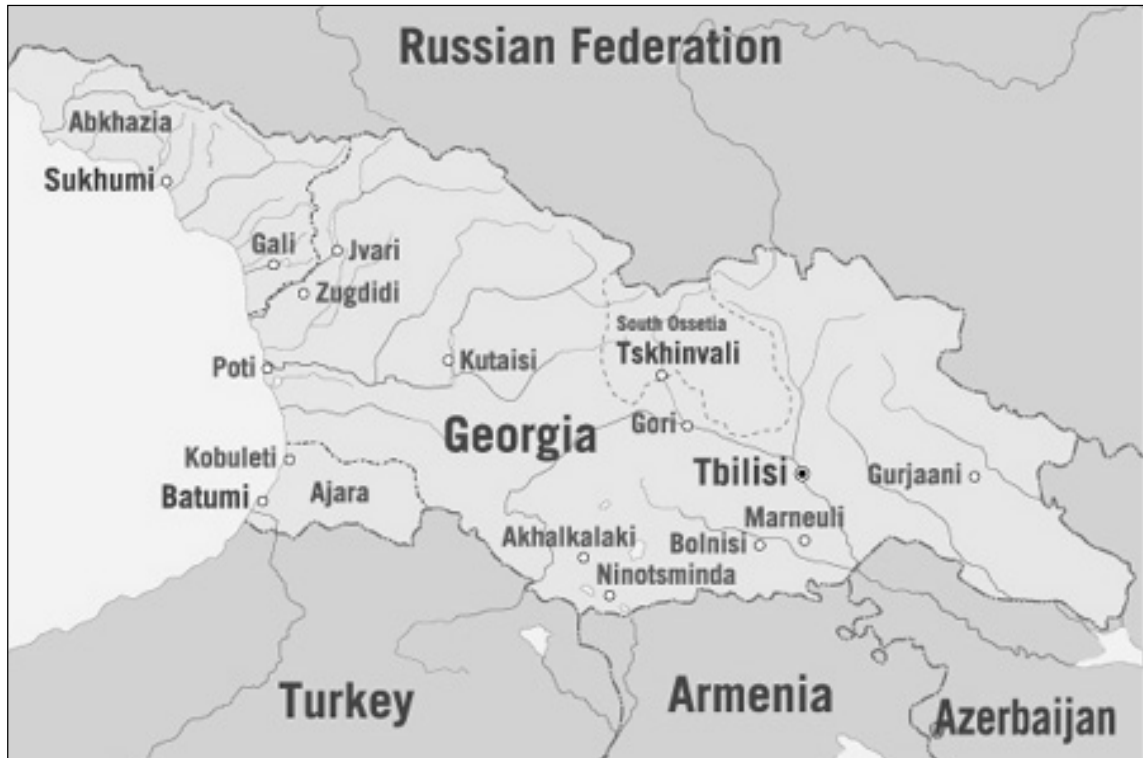 Russian Federation
Abkhazia
Sukhumi
Gali
Jvari
Zugdidi
South Ossetia
Tskhinvali
Poti
Kutaisi
Gori
Georgia
Kobuleti
Tbilisi
Gurjaani
Batumi
Ajara
Marneuli
Akhalkalaki
Bolnisi
Ninotsminda
Turkey
Armenia
Azerbaijan